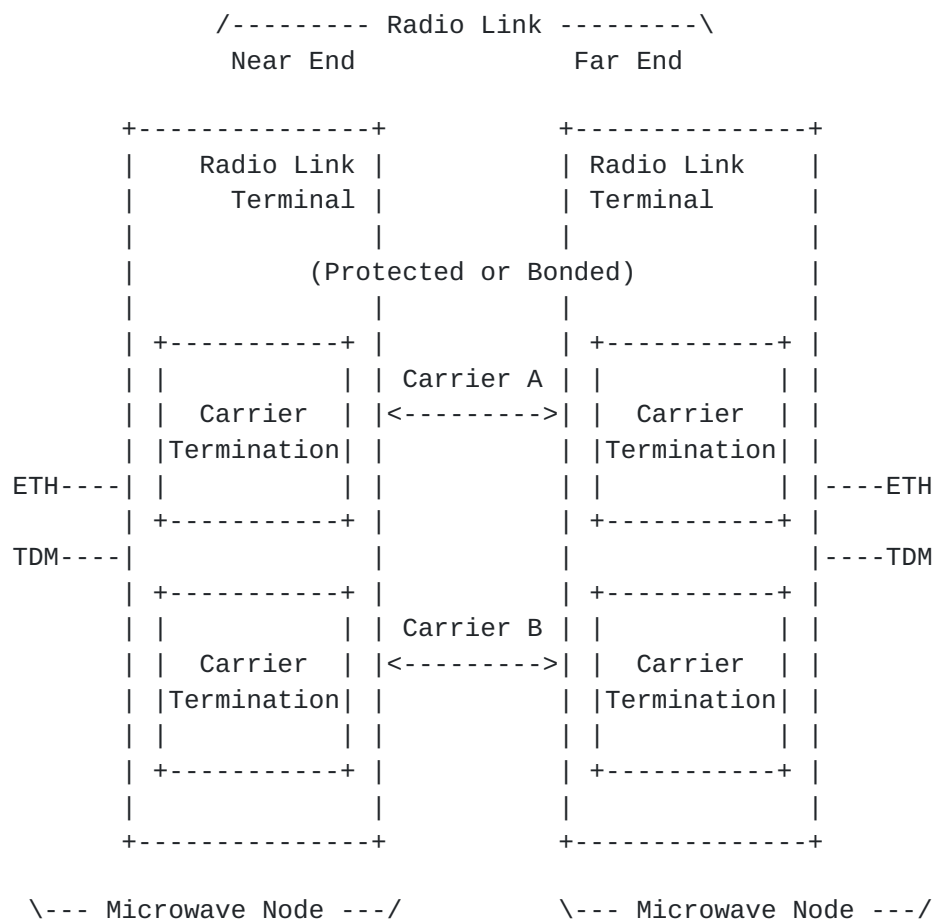 /--------- Radio Link ---------\
Near End Far End
Radio Link Radio Link
Terminal Terminal
(Protected or Bonded)
Carrier A
Carrier <---------> Carrier
Termination Termination
ETH---- ----ETH
TDM---- ----TDM
Carrier B
Carrier <---------> Carrier
Termination Termination
\--- Microwave Node ---/ \--- Microwave Node ---/